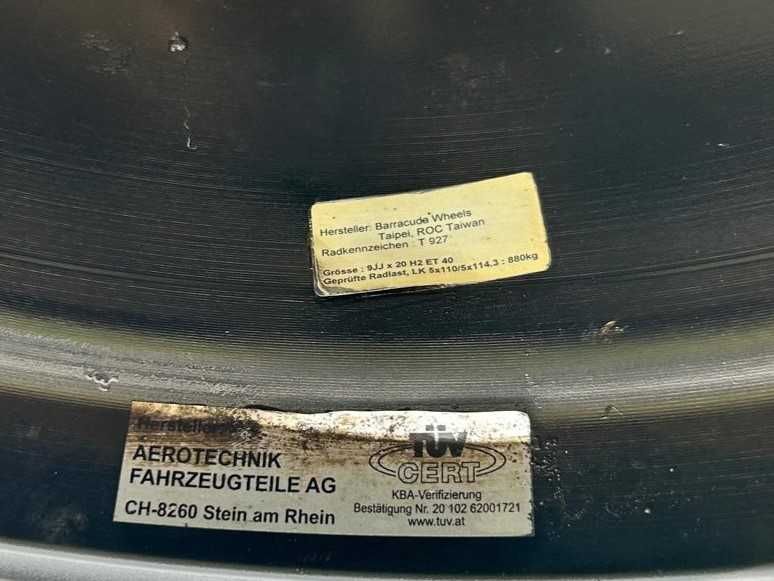 Hersteller: Barracuda Wheels
Taipei, ROC Taiwan
Radkennzeichen : T 927
Grösse : 9JJ x 20 H2 ET 40
Geprüfte Radlast, LK 5x110/5x114,3 : 880kg
Hersteller
AEROTECHNIK
FAHRZEUGTEILE AG
CH-8260 Stein am Rhein
TÜV
CERT
KBA-Verifizierung
Bestätigung Nr. 20 102 62001721
www.tuv.at